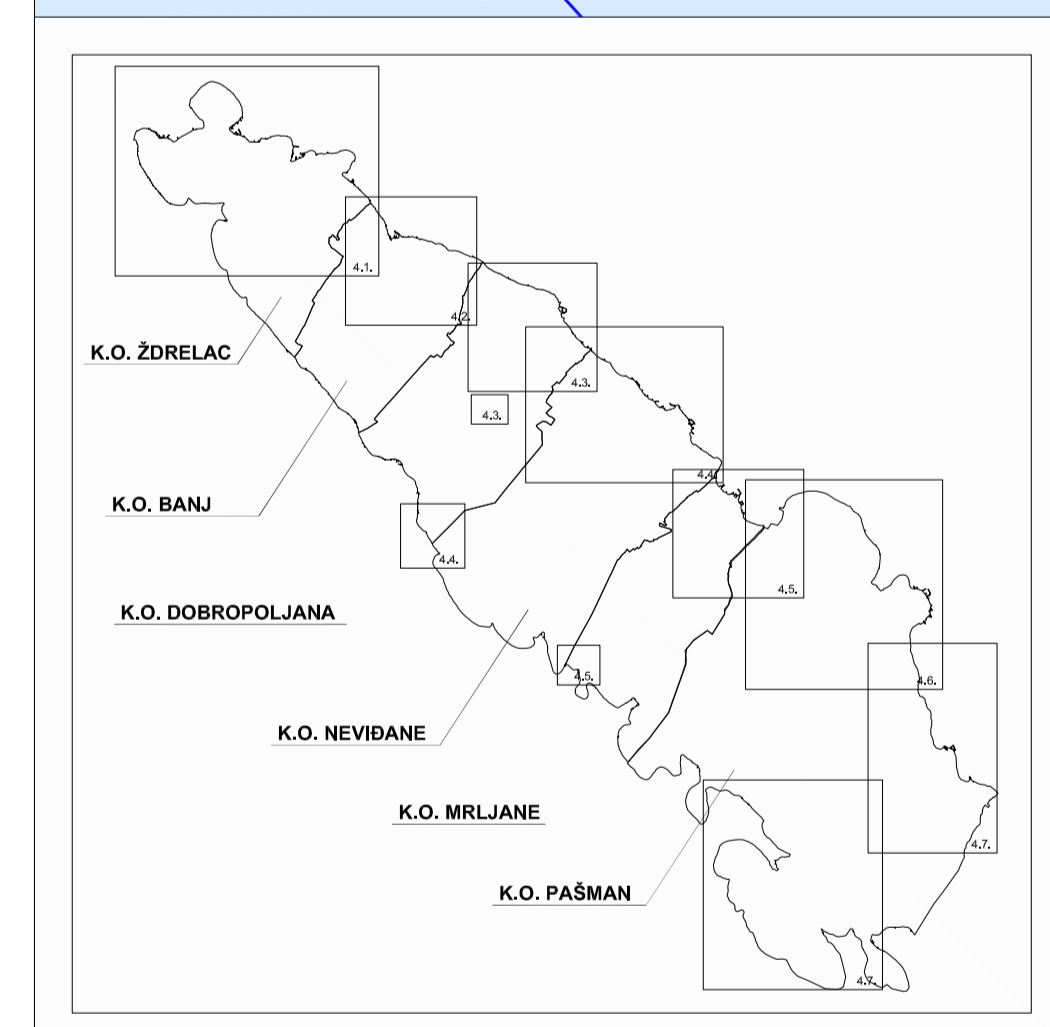 4.1.
4.2.
K.O. ŽDRELAC
4.3.
4.3.
4.4.
K.O. BANJ
4.4.
4.5.
K.O. DOBROPOLJANA
4.5.
4.6.
K.O. NEVIĐANE
K.O. MRLJANE
4.7.
K.O. PAŠMAN
4.7.